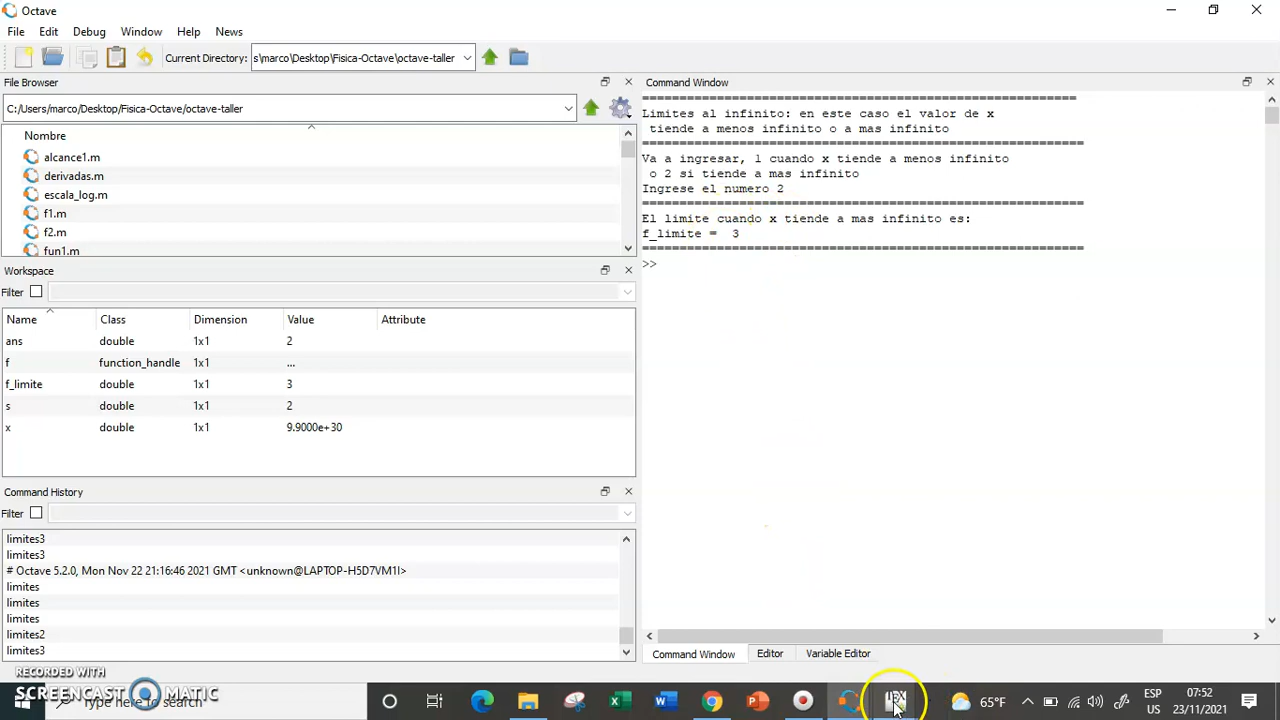 Octave
File Edit Debug Window Help News
Current Directory: s\marco\Desktop\Fisica-Octave\octave-taller
File Browser
C:/Users/marco/Desktop/Fisica-Octave/octave-taller
Nombre
alcance1.m
derivadas.m
escala_log.m
f1.m
f2.m
fun1.m
Workspace
Filter
Name Class Dimension Value Attribute
ans double 1x1 2
f function_handle 1x1 ...
f_limite double 1x1 3
s double 1x1 2
x double 1x1 9.9000e+30
Command History
Filter
limites3
limites3
# Octave 5.2.0, Mon Nov 22 21:16:46 2021 GMT <unknown@LAPTOP-H5D7VM1I>
limites
limites
limites
limites2
limites3
Command Window
==================================================
Limites al infinito: en este caso el valor de x
tiende a menos infinito o a mas infinito
===================================================
Va a ingresar, 1 cuando x tiende a menos infinito
o 2 si tiende a mas infinito
Ingrese el numero 2
===================================================
El limite cuando x tiende a mas infinito es:
f_limite = 3
===================================================
>>
Command Window Editor Variable Editor
RECORDED WITH
SCREENCAST MATIC
Type here to search
65°F
ESP
US
07:52
23/11/2021